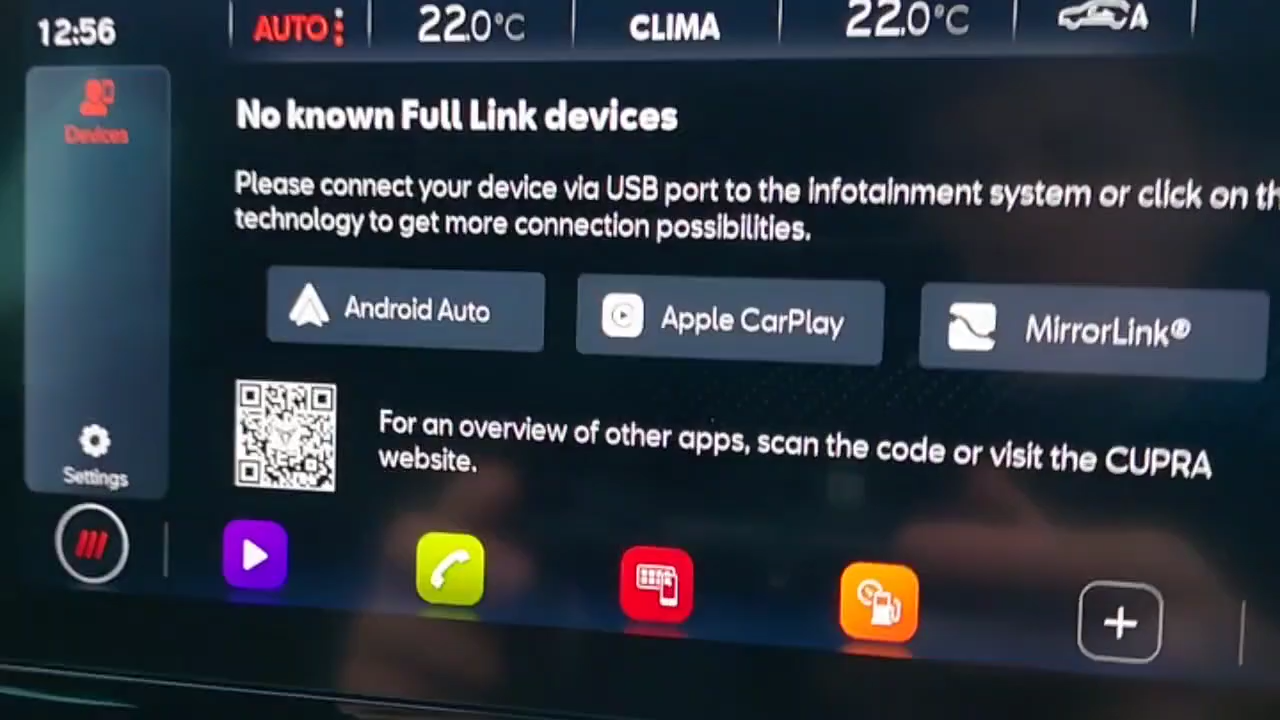 12:56
AUTO
22.0°C
CLIMA
22.0°C
A
Devices
No known Full Link devices
Please connect your device via USB port to the infotainment system or click on
technology to get more connection possibilities.
Android Auto
Apple CarPlay
MirrorLink®
For an overview of other apps, scan the code or visit the CUPRA
website.
Settings